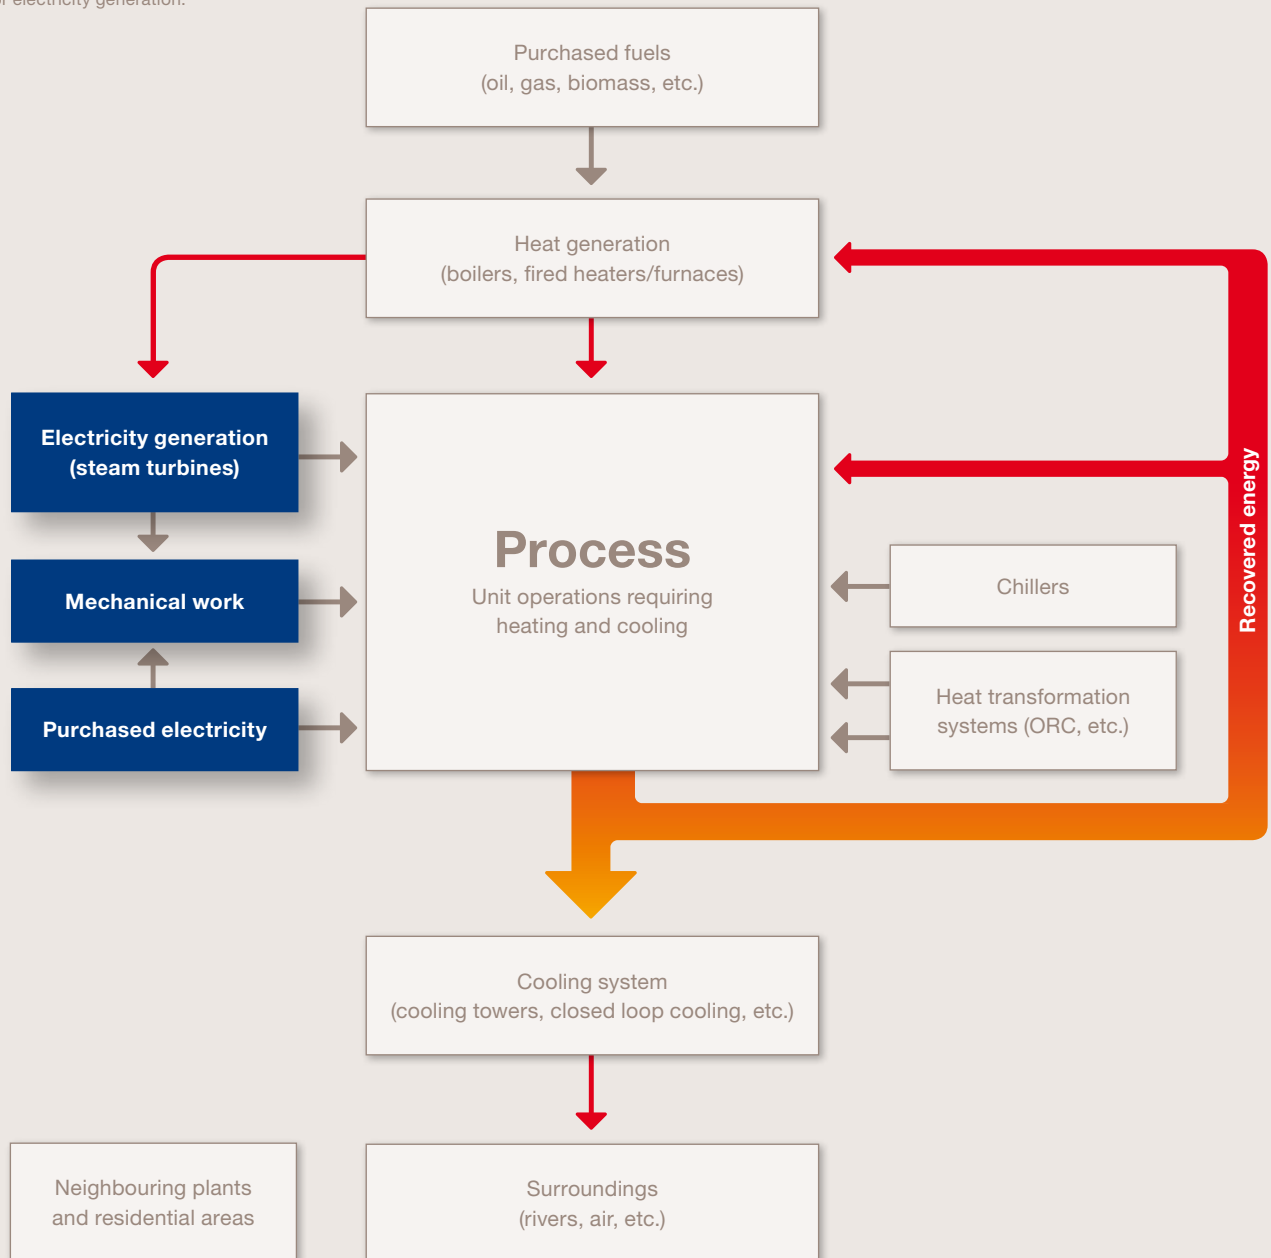 electricity generation.
Purchased fuels
(oil, gas, biomass, etc.)
Heat generation
(boilers, fired heaters/furnaces)
Electricity generation
(steam turbines)
Mechanical work
Purchased electricity
Process
Unit operations requiring
heating and cooling
Chillers
Heat transformation
systems (ORC, etc.)
Recovered energy
Cooling system
(cooling towers, closed loop cooling, etc.)
Neighbouring plants
and residential areas
Surroundings
(rivers, air, etc.)